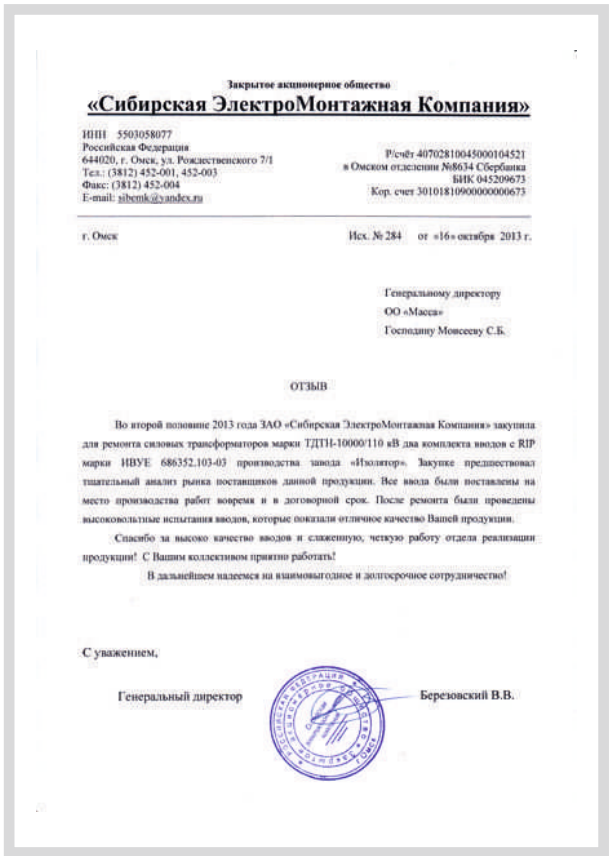 Закрытое акционерное общество
«Сибирская ЭлектроМонтажная Компания»
ИНН 5503058077
Российская Федерация
644020, г. Омск, ул. Рождественского 7/1
Тел.: (3812) 452-001, 452-003
Факс: (3812) 452-004
E-mail: sibemk@yandex.ru
Р/счёт 40702810045000104521
в Омском отделении №8634 Сбербанка
БИК 045209673
Кор. счет 30101810900000000673
г. Омск
Исх. № 284 от «16» октября 2013 г.
Генеральному директору
ОО «Масса»
Господину Моисееву С.Б.
ОТЗЫВ
Во второй половине 2013 года ЗАО «Сибирская ЭлектроМонтажная Компания» закупила
для ремонта силовых трансформаторов марки ТДТН-10000/110 кВ два комплекта вводов с RIP
марки ИВУЕ 686352.103-03 производства завода «Изолятор». Закупке предшествовал
тщательный анализ рынка поставщиков данной продукции. Все ввода были поставлены на
место производства работ вовремя и в договорной срок. После ремонта были проведены
высоковольтные испытания вводов, которые показали отличное качество Вашей продукции.
Спасибо за высоко качество вводов и слаженную, четкую работу отдела реализации
продукции! С Вашим коллективом приятно работать!
В дальнейшем надеемся на взаимовыгодное и долгосрочное сотрудничество!
С уважением,
Генеральный директор
Березовский В.В.
РОССИЙСКАЯ ФЕДЕРАЦИЯ
Закрытое акционерное общество
г.Омск